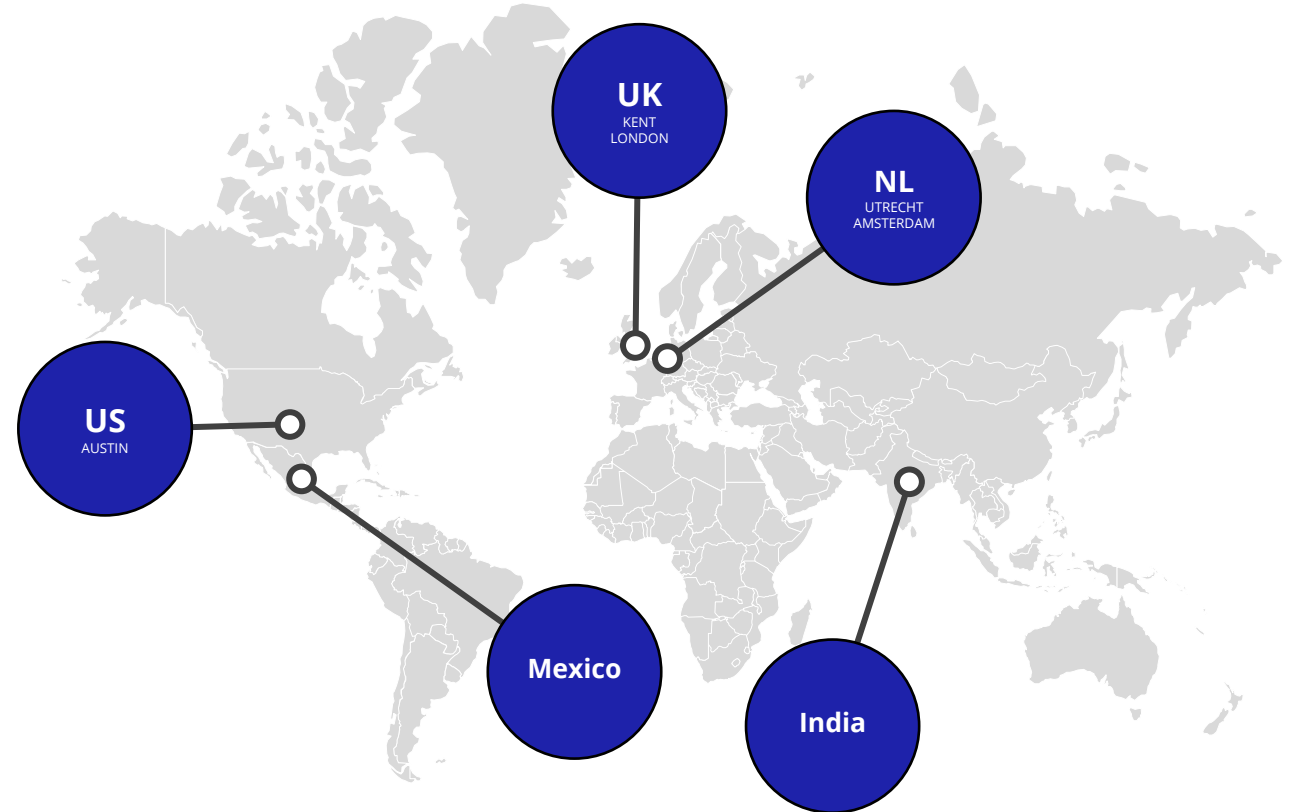 UK
KENT
LONDON
NL
UTRECHT
AMSTERDAM
US
AUSTIN
Mexico
India